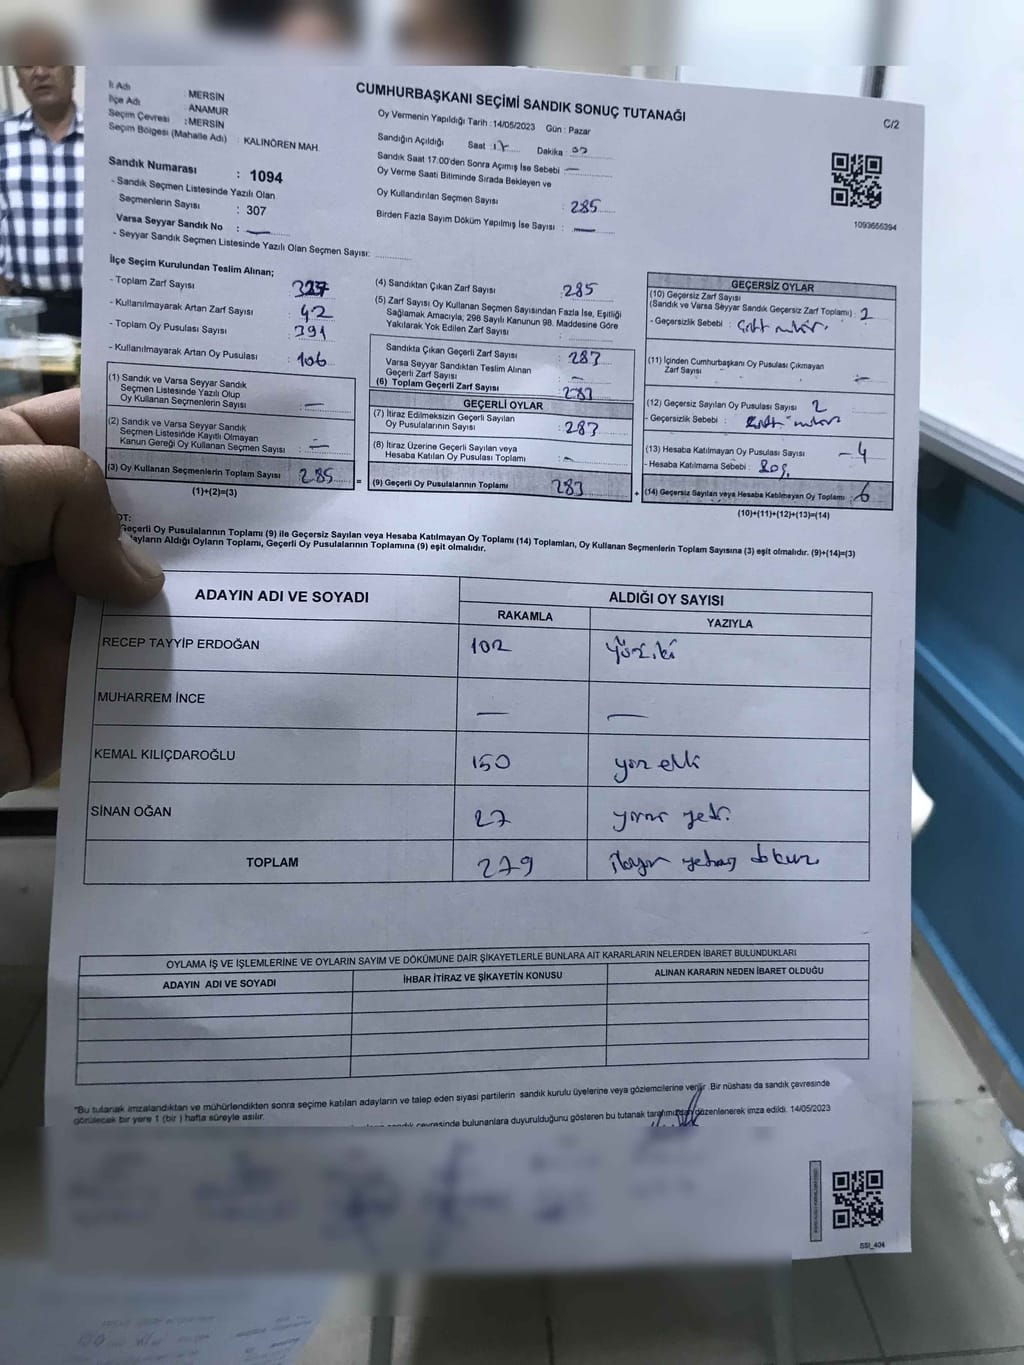 İl Adı : MERSİN
İlçe Adı : ANAMUR
Seçim Çevresi : MERSİN
Seçim Bölgesi (Mahalle Adı) : KALINÖREN MAH.
CUMHURBAŞKANI SEÇİMİ SANDIK SONUÇ TUTANAĞI
C/2
Oy Vermenin Yapıldığı Tarih : 14/05/2023 Gün : Pazar
Sandığın Açıldığı Saat : 17 Dakika
Sandık Saat 17.00'den Sonra Açımış İse Sebebi —
Oy Verme Saati Bitiminde Sırada Bekleyen ve
Oy Kullandırılan Seçmen Sayısı : 285
Birden Fazla Sayım Döküm Yapılmış İse Sayısı : —
1093656394
Sandık Numarası : 1094
- Sandık Seçmen Listesinde Yazılı Olan
Seçmenlerin Sayısı : 307
Varsa Seyyar Sandık No : —
- Seyyar Sandık Seçmen Listesinde Yazılı Olan Seçmen Sayısı:
İlçe Seçim Kurulundan Teslim Alınan;
- Toplam Zarf Sayısı : 327
- Kullanılmayarak Artan Zarf Sayısı : 42
- Toplam Oy Pusulası Sayısı : 391
- Kullanılmayarak Artan Oy Pusulası : 106
(1) Sandık ve Varsa Seyyar Sandık
Seçmen Listesinde Yazılı Olup
Oy Kullanan Seçmenlerin Sayısı : —
(2) Sandık ve Varsa Seyyar Sandık
Seçmen Listesinde Kayıtlı Olmayan
Kanun Gereği Oy Kullanan Seçmen Sayısı : —
(3) Oy Kullanan Seçmenlerin Toplam Sayısı : 285
(1)+(2)=(3)
(4) Sandıktan Çıkan Zarf Sayısı : 285
(5) Zarf Sayısı Oy Kullanan Seçmen Sayısından Fazla İse, Eşitliği
Sağlamak Amacıyla, 298 Sayılı Kanunun 98. Maddesine Göre
Yakılarak Yok Edilen Zarf Sayısı :
Sandıkta Çıkan Geçerli Zarf Sayısı : 283
Varsa Seyyar Sandıktan Teslim Alınan
Geçerli Zarf Sayısı : —
(6) Toplam Geçerli Zarf Sayısı : 283
GEÇERLİ OYLAR
(7) İtiraz Edilmeksizin Geçerli Sayılan
Oy Pusulalarının Sayısı : 283
(8) İtiraz Üzerine Geçerli Sayılan veya
Hesaba Katılan Oy Pusulası Toplamı : —
(9) Geçerli Oy Pusulalarının Toplamı 283
=
+
GEÇERSİZ OYLAR
(10) Geçersiz Zarf Sayısı
(Sandık ve Varsa Seyyar Sandık Geçersiz Zarf Toplamı) : 2
- Geçersizlik Sebebi :
(11) İçinden Cumhurbaşkanı Oy Pusulası Çıkmayan
Zarf Sayısı : —
(12) Geçersiz Sayılan Oy Pusulası Sayısı : 2
- Geçersizlik Sebebi :
(13) Hesaba Katılmayan Oy Pusulası Sayısı : 4
- Hesaba Katılmama Sebebi : Boş.
(14) Geçersiz Sayılan veya Hesaba Katılmayan Oy Toplamı : 6
(10)+(11)+(12)+(13)=(14)
Geçerli Oy Pusulalarının Toplamı (9) ile Geçersiz Sayılan veya Hesaba Katılmayan Oy Toplamı (14) Toplamları, Oy Kullanan Seçmenlerin Toplam Sayısına (3) eşit olmalıdır. (9)+(14)=(3)
Aldığı Oyların Toplamı, Geçerli Oy Pusulalarının Toplamına (9) eşit olmalıdır.
ADAYIN ADI VE SOYADI
ALDIĞI OY SAYISI
RAKAMLA YAZIYLA
RECEP TAYYİP ERDOĞAN 102 yüz iki
MUHARREM İNCE — —
KEMAL KILIÇDAROĞLU 150 yüz elli
SİNAN OĞAN 27 yirmi yedi.
TOPLAM 279 ikiyüz yetmiş dokuz
OYLAMA İŞ VE İŞLEMLERİNE VE OYLARIN SAYIM VE DÖKÜMÜNE DAİR ŞİKAYETLERLE BUNLARA AİT KARARLARIN NELERDEN İBARET BULUNDUKLARI
ADAYIN ADI VE SOYADI İHBAR İTİRAZ VE ŞİKAYETİN KONUSU ALINAN KARARIN NEDEN İBARET OLDUĞU
"Bu tutanak imzalandıktan ve mühürlendikten sonra seçime katılan adayların ve talep eden siyasi partilerin sandık kurulu üyelerine veya gözlemcilerine verilir. Bir nüshası da sandık çevresinde
görülecek bir yere 1 (bir ) hafta süreyle asılır.
çevresinde bulunanlara duyurulduğunu gösteren bu tutanak tarafımızdan düzenlenerek imza edildi. 14/05/2023
SSI_404